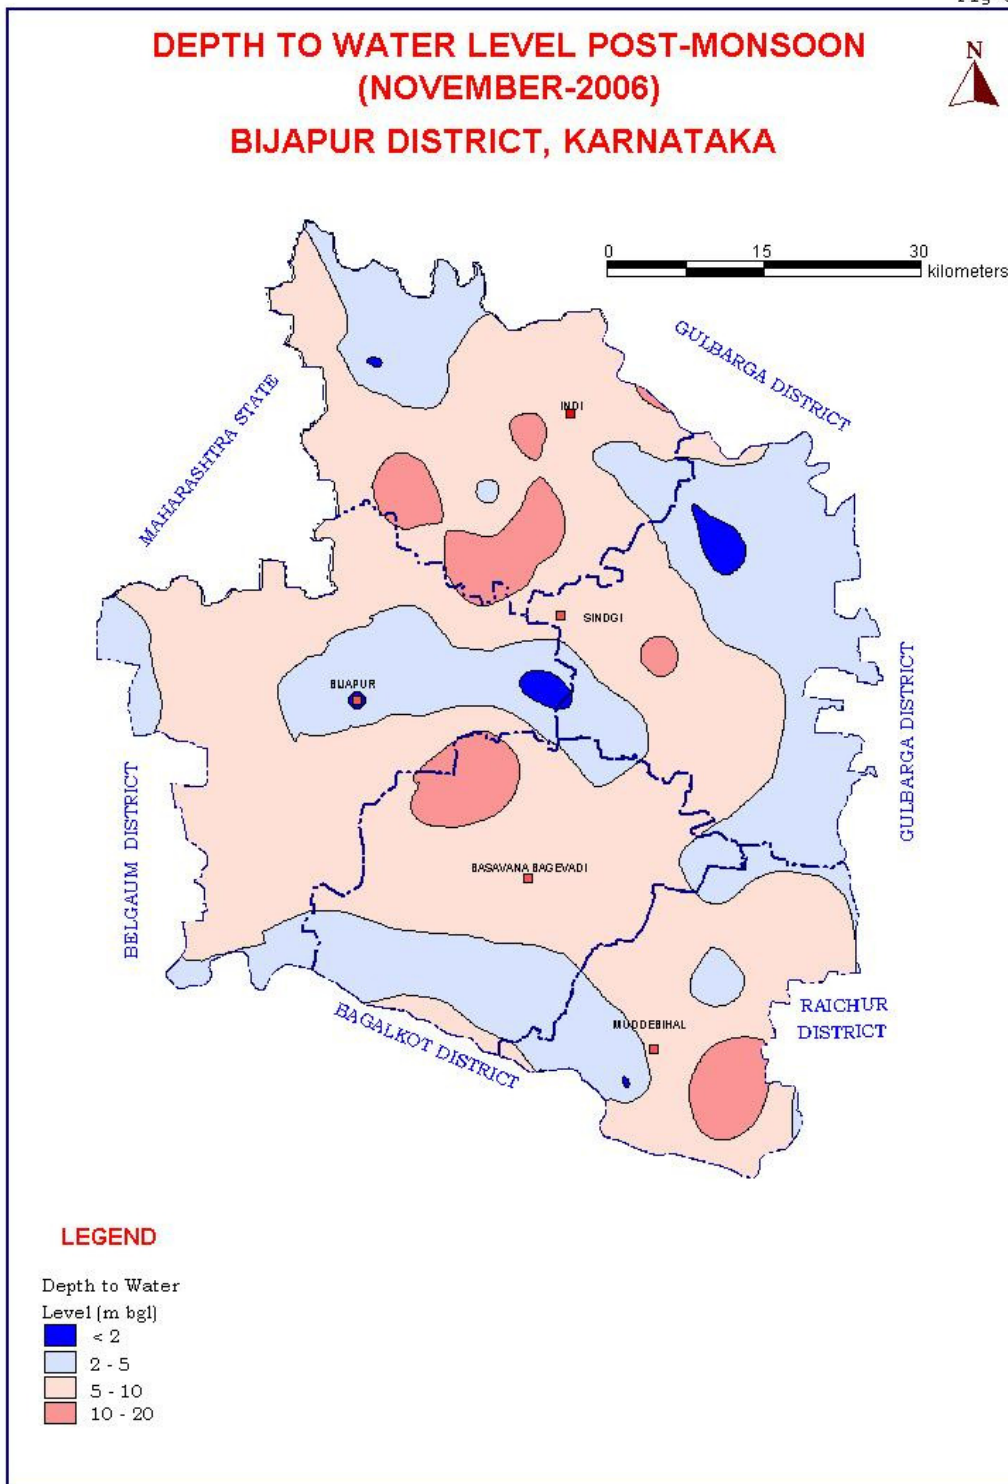 DEPTH TO WATER LEVEL POST-MONSOON
(NOVEMBER-2006)
BIJAPUR DISTRICT, KARNATAKA
N
0 15 30
kilometers
GULBARGA DISTRICT
MAHARASHTRA STATE
INDI
SINDGI
BIJAPUR
GULBARGA DISTRICT
BELGAUM DISTRICT
BASAVANA BAGEVADI
RAICHUR
DISTRICT
MUDDEBIHAL
BAGALKOT DISTRICT
LEGEND
Depth to Water
Level (m bgl)
< 2
2 - 5
5 - 10
10 - 20